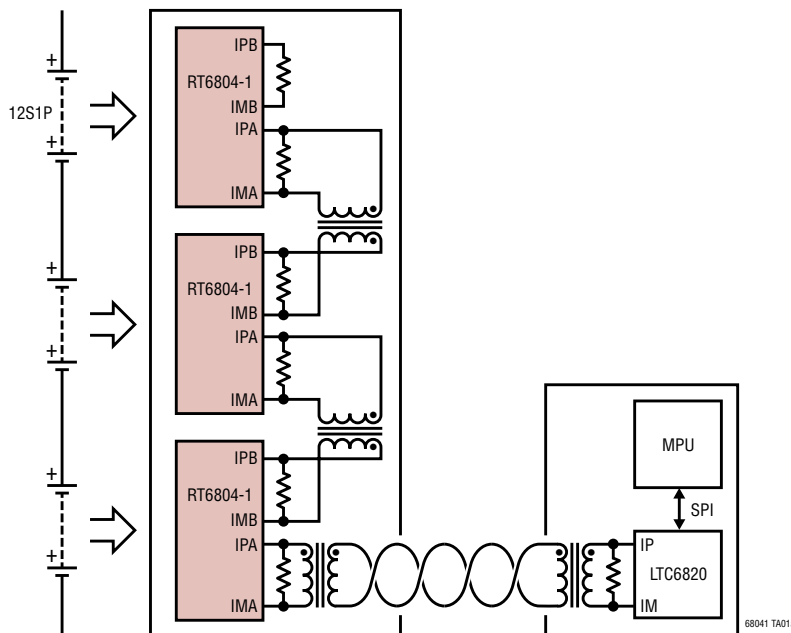 +
12S1P
+
IPB
RT6804-1
IMB
IPA
IMA
+
+
IPB
RT6804-1
IMB
IPA
IMA
+
+
IPB
RT6804-1
IMB
IPA
IMA
MPU
SPI
IP
LTC6820
IM
68041 TA01